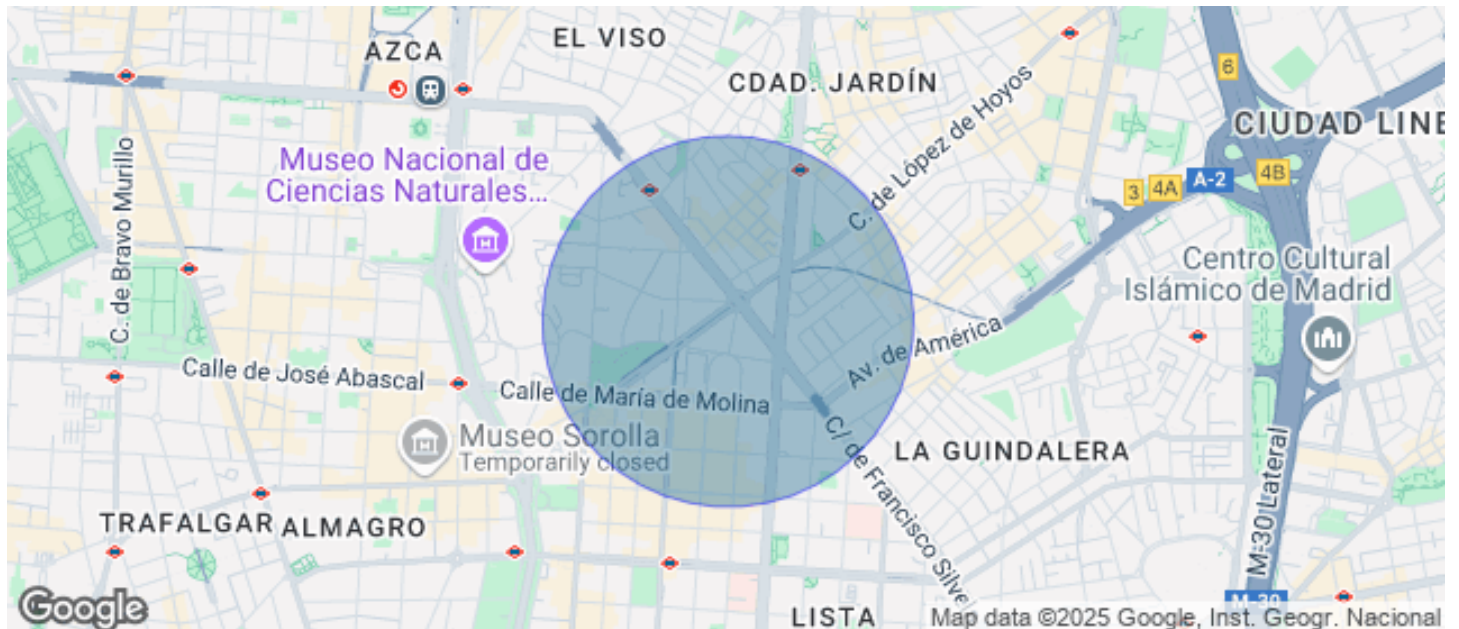 AZCA
EL VISO
CDAD. JARDÍN
6
CIUDAD LINE
C. de López de Hoyos
4B
A-2
4A
3
Museo Nacional de
Ciencias Naturales...
C. de Bravo Murillo
Centro Cultural
Islámico de Madrid
Av. de América
Calle de José Abascal
Calle de María de Molina
Museo Sorolla
Temporarily closed
C/ de Francisco Silve
LA GUINDALERA
M-30 Lateral
TRAFALGAR
ALMAGRO
M-30
Google
LISTA
Map data ©2025 Google, Inst. Geogr. Nacional